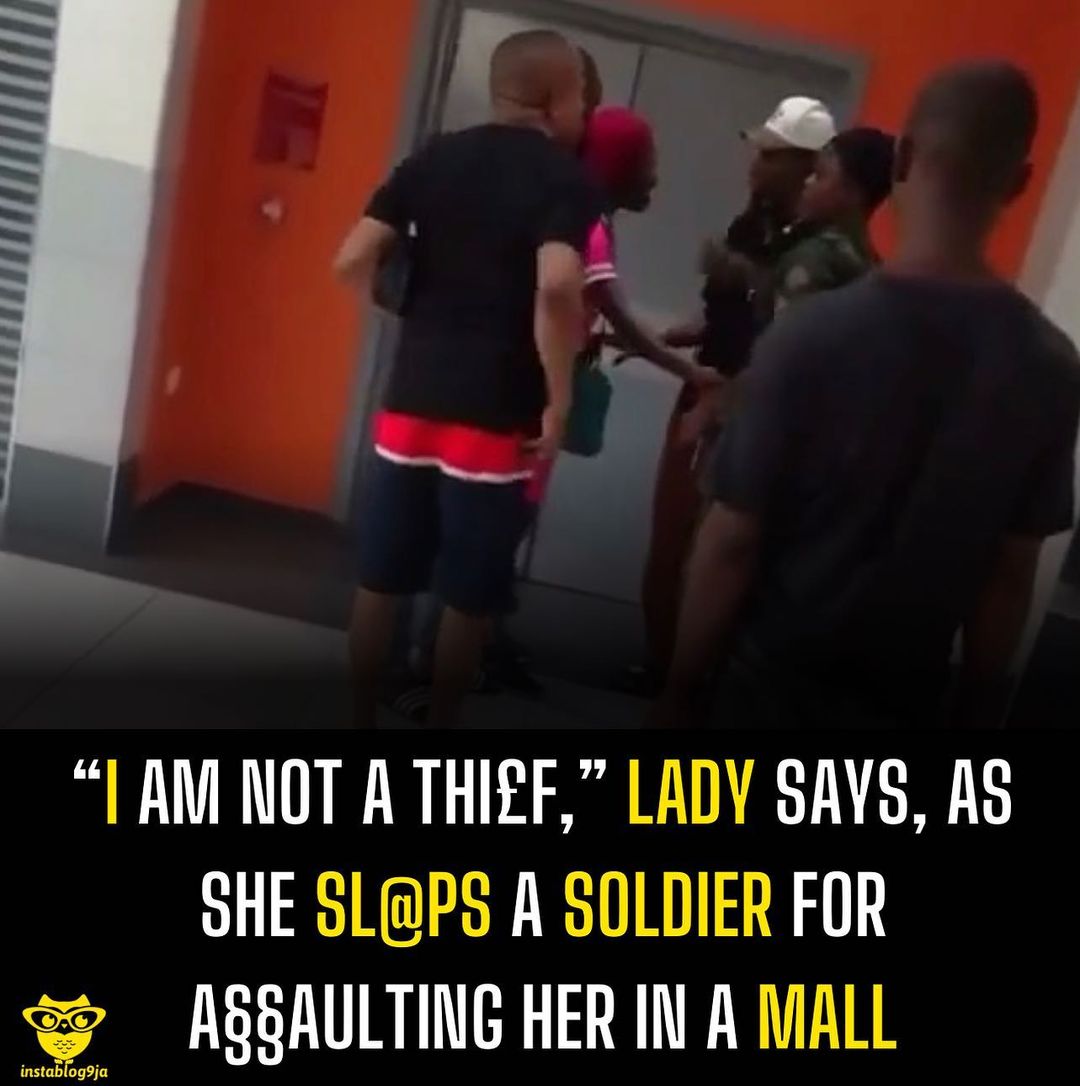 “I AM NOT A THI£F,” LADY SAYS, AS
SHE SL@PS A SOLDIER FOR
A§§AULTING HER IN A MALL
instablog9ja